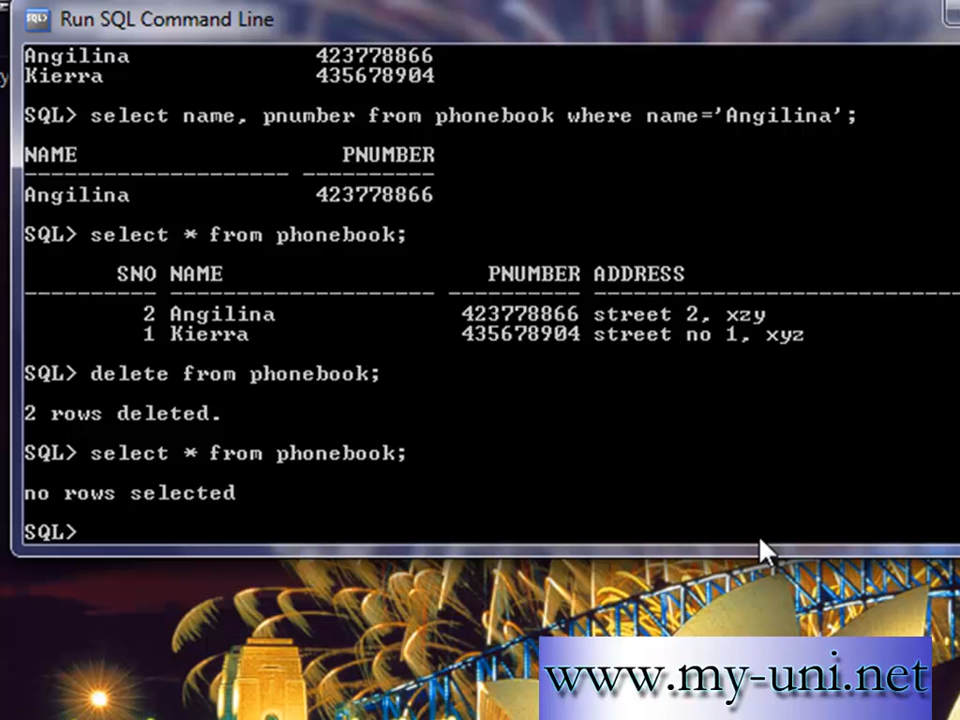 Run SQL Command Line
Angilina 423778866
Kierra 435678904
SQL> select name, pnumber from phonebook where name='Angilina';
NAME PNUMBER
-------------------- ----------
Angilina 423778866
SQL> select * from phonebook;
SNO NAME PNUMBER ADDRESS
---------- -------------------- ---------- ----------------------------
2 Angilina 423778866 street 2, xzy
1 Kierra 435678904 street no 1, xyz
SQL> delete from phonebook;
2 rows deleted.
SQL> select * from phonebook;
no rows selected
SQL>
www.my-uni.net